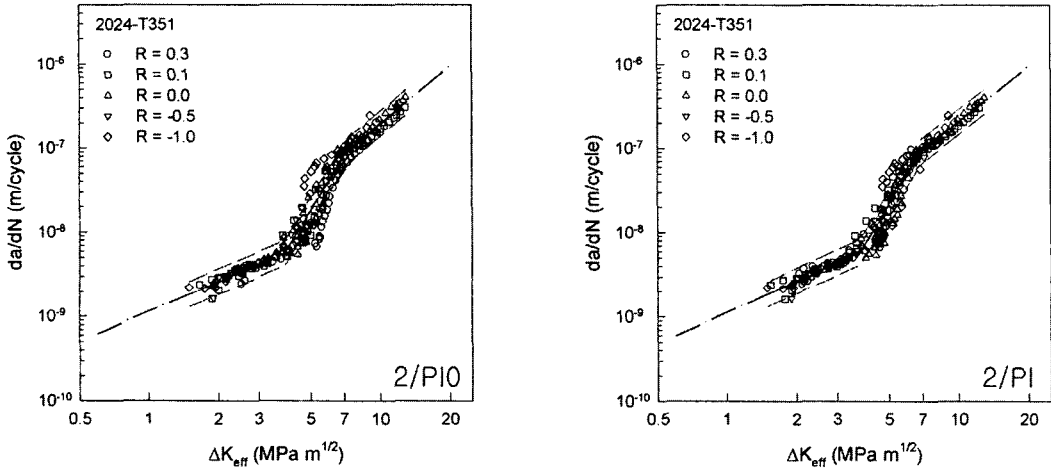 2024-T351
R = 0.3
R = 0.1
R = 0.0
R = -0.5
R = -1.0
da/dN (m/cycle)
10⁻⁶
10⁻⁷
10⁻⁸
10⁻⁹
10⁻¹⁰
2/PI0
0.5 1 2 3 5 7 10 20
ΔK_eff (MPa m^1/2)
2024-T351
R = 0.3
R = 0.1
R = 0.0
R = -0.5
R = -1.0
da/dN (m/cycle)
10⁻⁶
10⁻⁷
10⁻⁸
10⁻⁹
10⁻¹⁰
2/PI
0.5 1 2 3 5 7 10 20
ΔK_eff (MPa m^1/2)